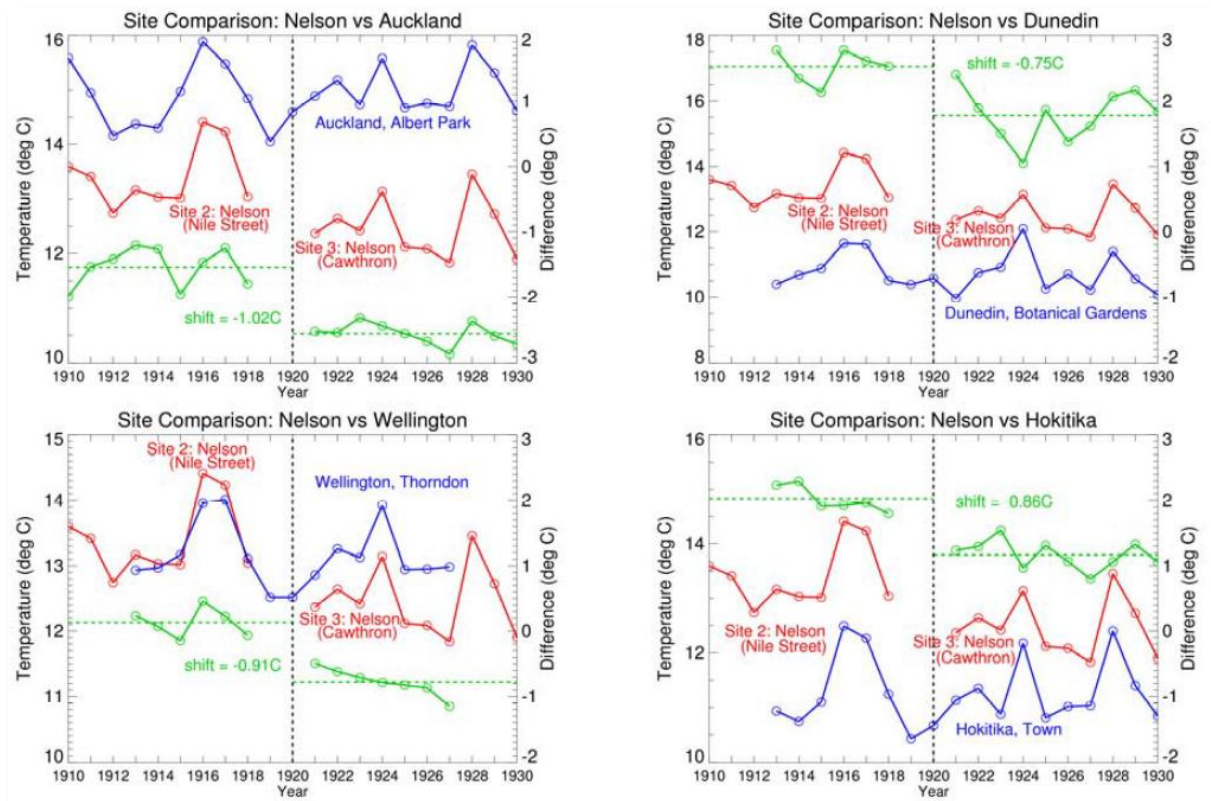 Site Comparison: Nelson vs Auckland
16
14
12
10
Temperature (deg C)
2
1
0
-1
-2
-3
Difference (deg C)
Auckland, Albert Park
Site 2: Nelson
(Nile Street)
Site 3: Nelson
(Cawthron)
shift = -1.02C
1910 1912 1914 1916 1918 1920 1922 1924 1926 1928 1930
Year
Site Comparison: Nelson vs Dunedin
18
16
14
12
10
8
Temperature (deg C)
3
2
1
0
-1
-2
Difference (deg C)
shift = -0.75C
Site 2: Nelson
(Nile Street)
Site 3: Nelson
(Cawthron)
Dunedin, Botanical Gardens
1910 1912 1914 1916 1918 1920 1922 1924 1926 1928 1930
Year
Site Comparison: Nelson vs Wellington
15
14
13
12
11
10
Temperature (deg C)
3
2
1
0
-1
-2
Difference (deg C)
Site 2: Nelson
(Nile Street)
Wellington, Thorndon
Site 3: Nelson
(Cawthron)
shift = -0.91C
1910 1912 1914 1916 1918 1920 1922 1924 1926 1928 1930
Year
Site Comparison: Nelson vs Hokitika
16
14
12
10
Temperature (deg C)
3
2
1
0
-1
-2
Difference (deg C)
shift = 0.86C
Site 2: Nelson
(Nile Street)
Site 3: Nelson
(Cawthron)
Hokitika, Town
1910 1912 1914 1916 1918 1920 1922 1924 1926 1928 1930
Year